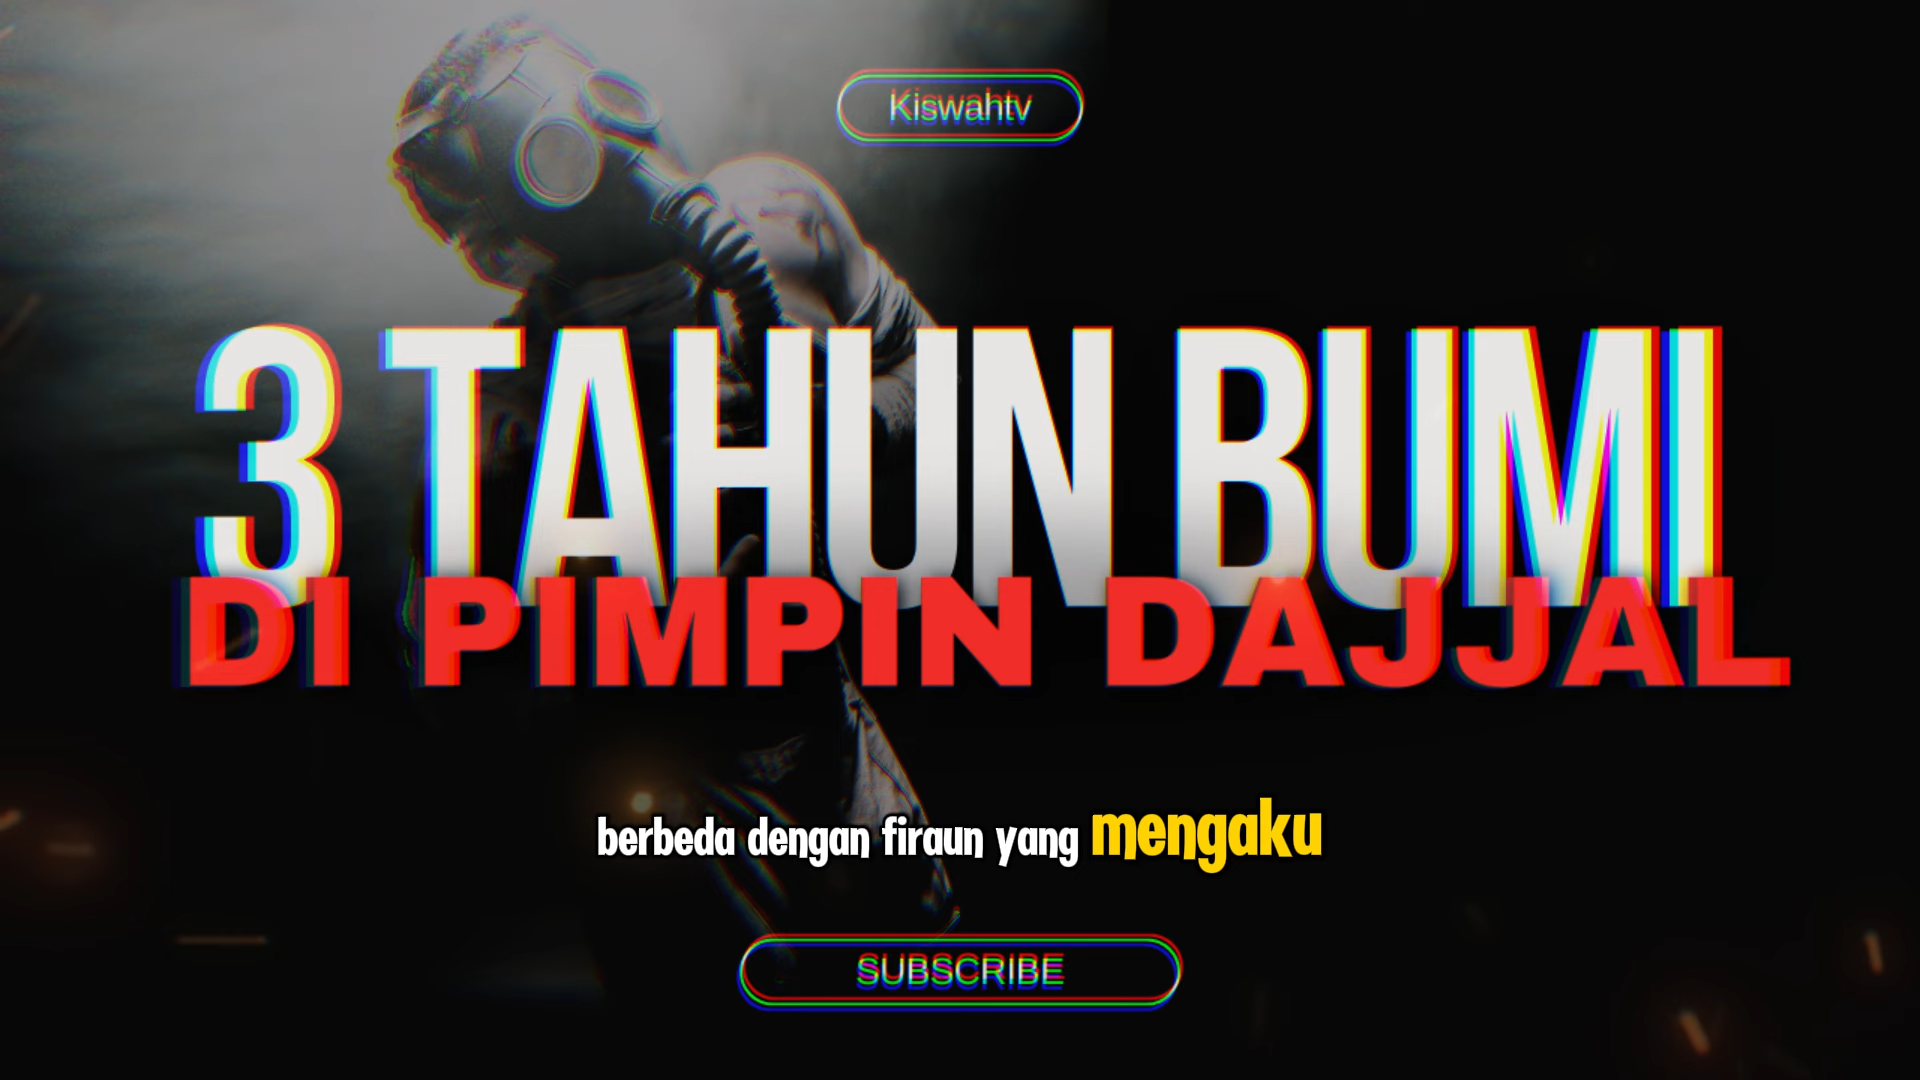 Kiswahtv
3 TAHUN BUMI
DI PIMPIN DAJJAL
berbeda dengan firaun yang mengaku
SUBSCRIBE